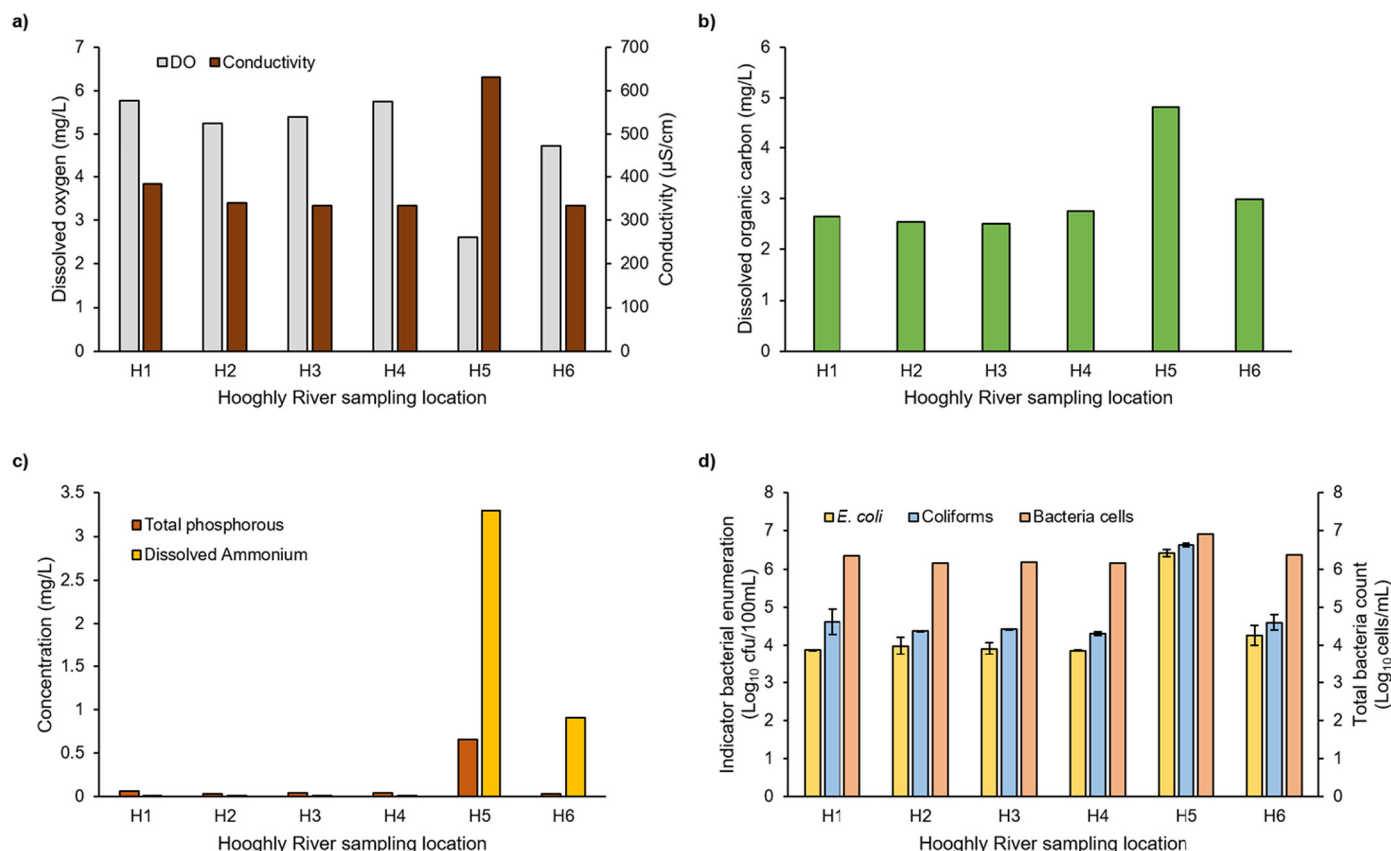 a)
7
6
5
4
3
2
1
0
Dissolved oxygen (mg/L)
DO
Conductivity
700
600
500
400
300
200
100
0
Conductivity (µS/cm)
H1 H2 H3 H4 H5 H6
Hooghly River sampling location
b)
6
5
4
3
2
1
0
Dissolved organic carbon (mg/L)
H1 H2 H3 H4 H5 H6
Hooghly River sampling location
c)
3.5
3
2.5
2
1.5
1
0.5
0
Concentration (mg/L)
Total phosphorous
Dissolved Ammonium
H1 H2 H3 H4 H5 H6
Hooghly River sampling location
d)
8
7
6
5
4
3
2
1
0
Indicator bacterial enumeration
(Log₁₀ cfu/100mL)
E. coli
Coliforms
Bacteria cells
8
7
6
5
4
3
2
1
0
Total bacteria count
(Log₁₀ cells/mL)
H1 H2 H3 H4 H5 H6
Hooghly River sampling location